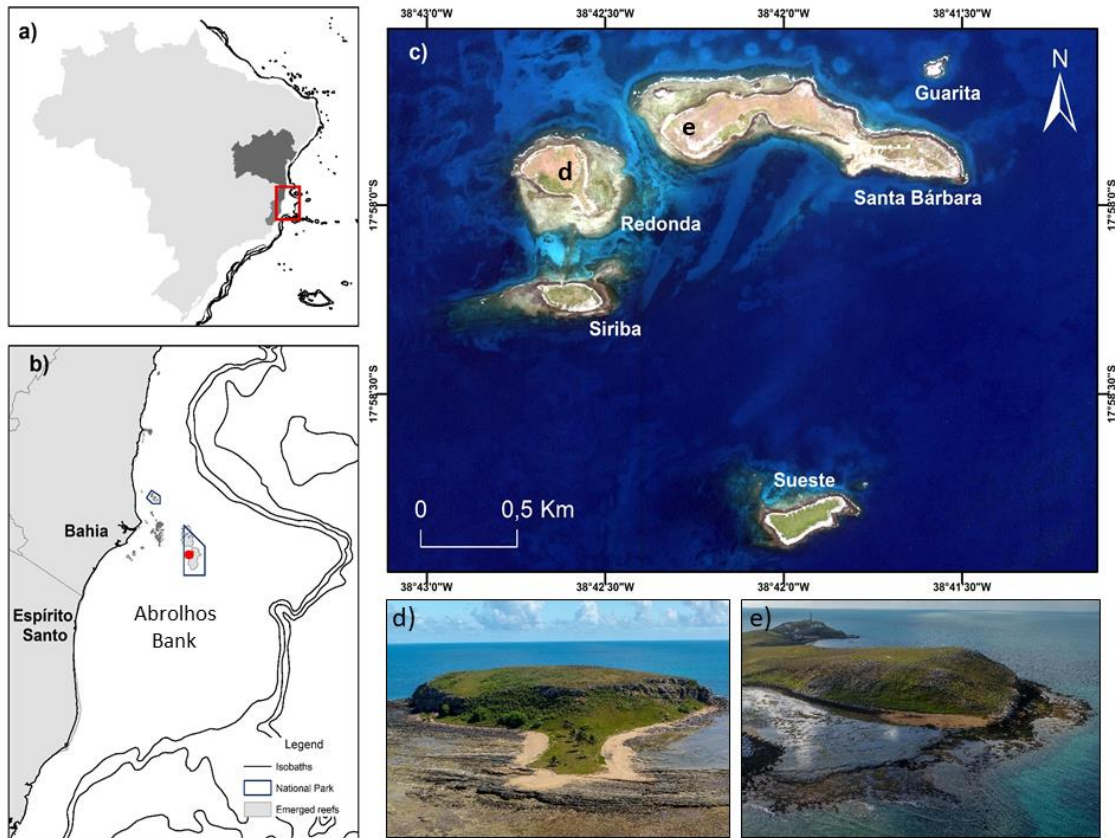 a)
b)
Bahia
Espírito
Santo
Abrolhos
Bank
Legend
Isobaths
National Park
Emerged reefs
38°43'0"W
38°42'30"W
38°42'0"W
38°41'30"W
c)
N
Guarita
e
d
Santa Bárbara
Redonda
Siriba
Sueste
0
0,5 Km
17°58'0"S
17°58'30"S
17°58'0"S
17°58'30"S
38°43'0"W
38°42'30"W
38°42'0"W
38°41'30"W
d)
e)